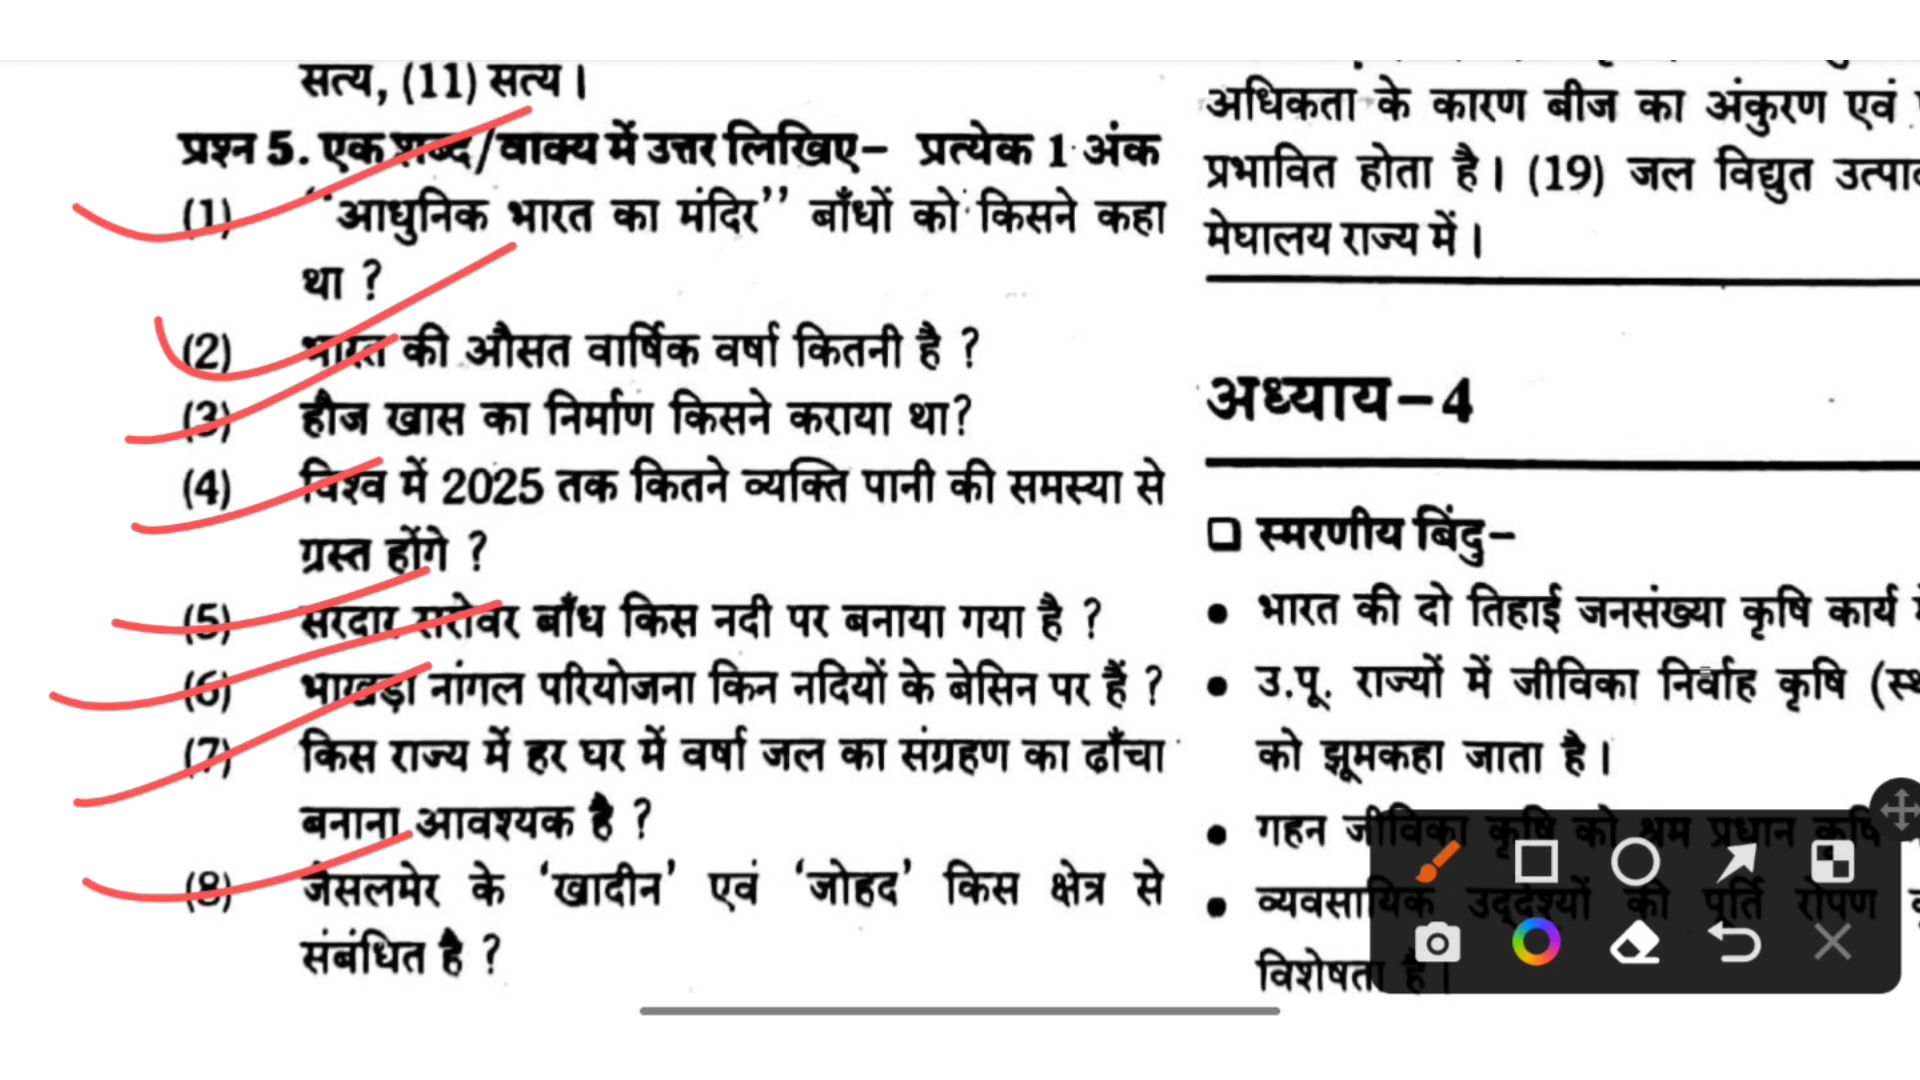 सत्य, (11) सत्य।
प्रश्न 5. एक शब्द/वाक्य में उत्तर लिखिए– प्रत्येक 1 अंक
(1) ‘‘आधुनिक भारत का मंदिर’’ बाँधों को किसने कहा
था ?
(2) भारत की औसत वार्षिक वर्षा कितनी है ?
(3) हौज खास का निर्माण किसने कराया था?
(4) विश्व में 2025 तक कितने व्यक्ति पानी की समस्या से
ग्रस्त होंगे ?
(5) सरदार सरोवर बाँध किस नदी पर बनाया गया है ?
(6) भाखड़ा नांगल परियोजना किन नदियों के बेसिन पर हैं ?
(7) किस राज्य में हर घर में वर्षा जल का संग्रहण का ढाँचा
बनाना आवश्यक है ?
(8) जैसलमेर के ‘खादीन’ एवं ‘जोहद’ किस क्षेत्र से
संबंधित है ?
अधिकता के कारण बीज का अंकुरण एवं
प्रभावित होता है। (19) जल विद्युत
मेघालय राज्य में।
अध्याय–4
❑ स्मरणीय बिंदु–
• भारत की दो तिहाई जनसंख्या कृषि कार्य
• उ.पू. राज्यों में जीविका निर्वाह कृषि
को झूमकहा जाता है।
• गहन जीविका कृषि को श्रम प्रधान कृषि
• व्यवसायिक उद्देश्यों की पूर्ति रोपण
विशेषता है।